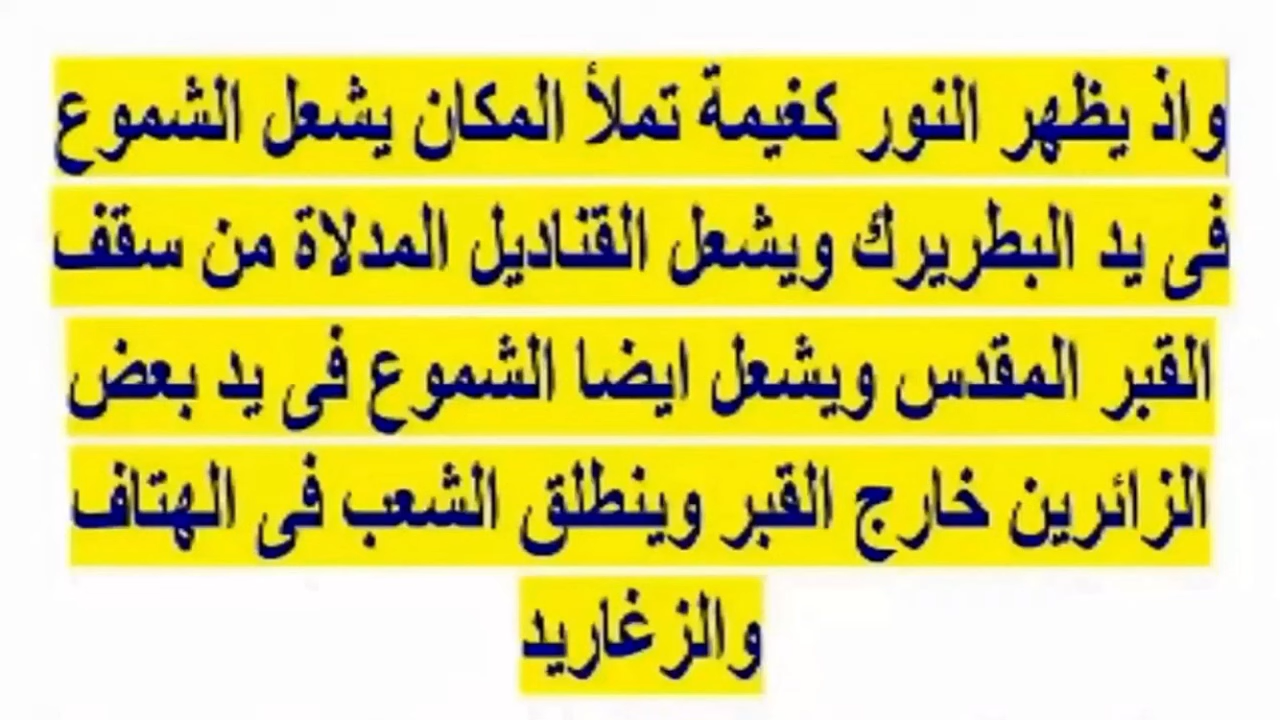 واذ يظهر النور كغيمة تملأ المكان يشعل الشموع
فى يد البطريرك ويشعل القناديل المدلاة من سقف
القبر المقدس ويشعل ايضا الشموع فى يد بعض
الزائرين خارج القبر وينطلق الشعب فى الهتاف
والزغاريد